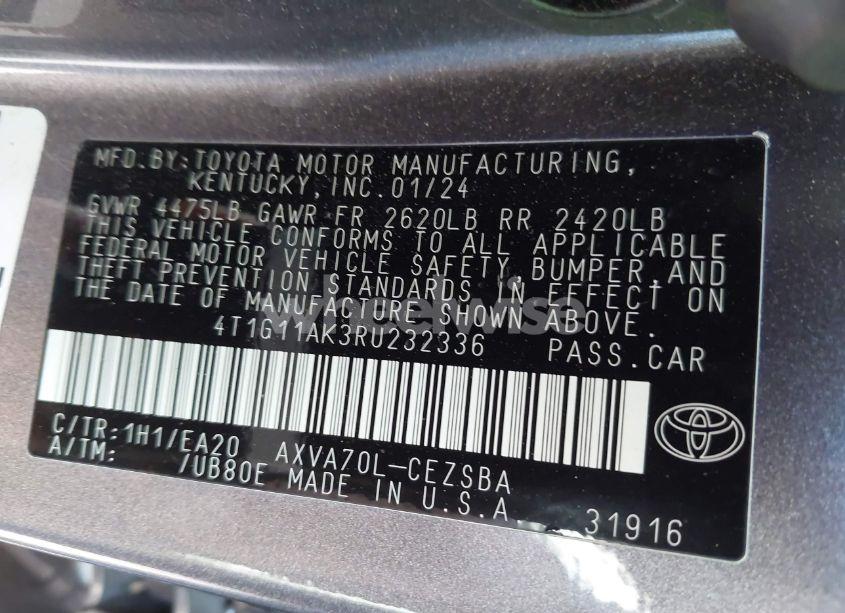 MFD.BY:TOYOTA MOTOR MANUFACTURING,
KENTUCKY,INC.01/24
GVWR 4475LB GAWR FR 2620LB RR 2420LB
THIS VEHICLE CONFORMS TO ALL APPLICABLE
FEDERAL MOTOR VEHICLE SAFETY,BUMPER,AND
THEFT PREVENTION STANDARDS IN EFFECT ON
THE DATE OF MANUFACTURE SHOWN ABOVE.
wheelwise
4T1G11AK3RU232336 PASS.CAR
C/TR:1H1/EA20 AXVA70L-CEZSBA
A/TM: /UB80E MADE IN U.S.A. 31916